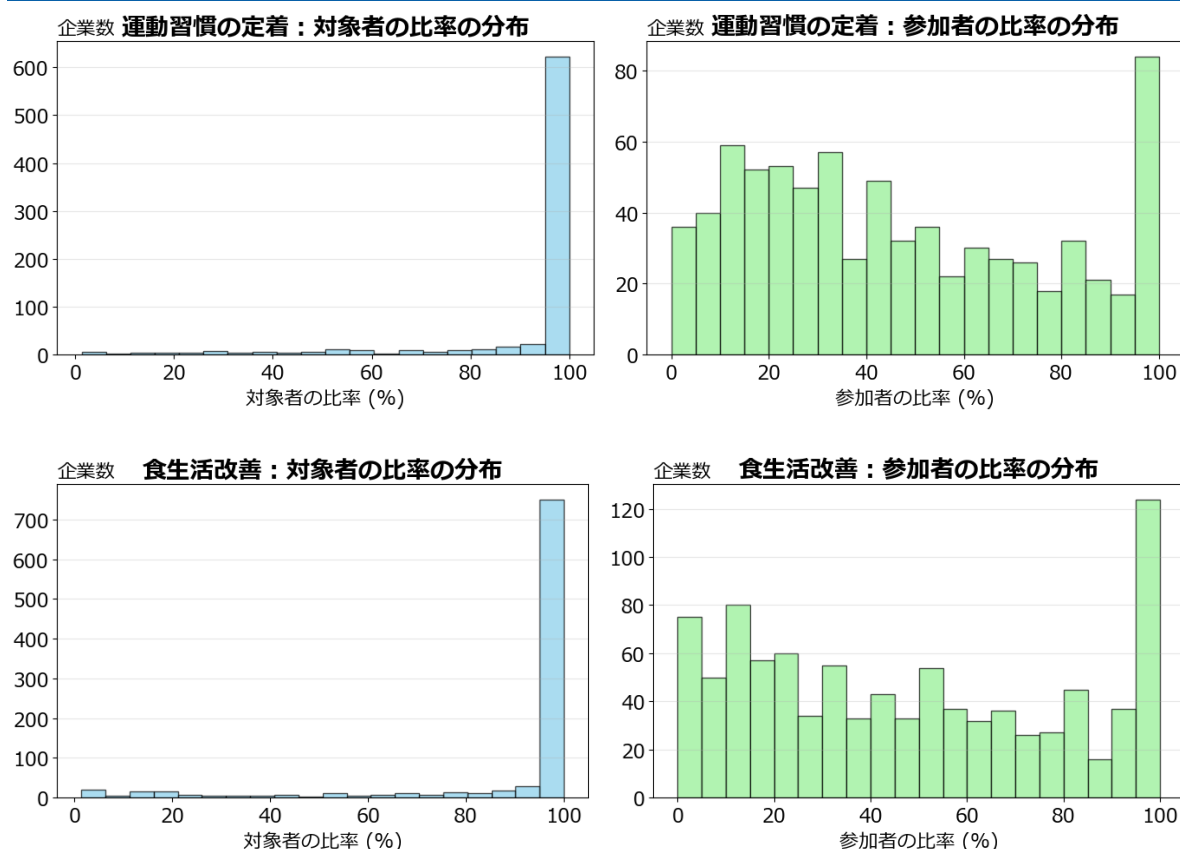 企業数 運動習慣の定着：対象者の比率の分布
600
500
400
300
200
100
0
0 20 40 60 80 100
対象者の比率 (%)
企業数 運動習慣の定着：参加者の比率の分布
80
60
40
20
0
0 20 40 60 80 100
参加者の比率 (%)
企業数 食生活改善：対象者の比率の分布
700
600
500
400
300
200
100
0
0 20 40 60 80 100
対象者の比率 (%)
企業数 食生活改善：参加者の比率の分布
120
100
80
60
40
20
0
0 20 40 60 80 100
参加者の比率 (%)